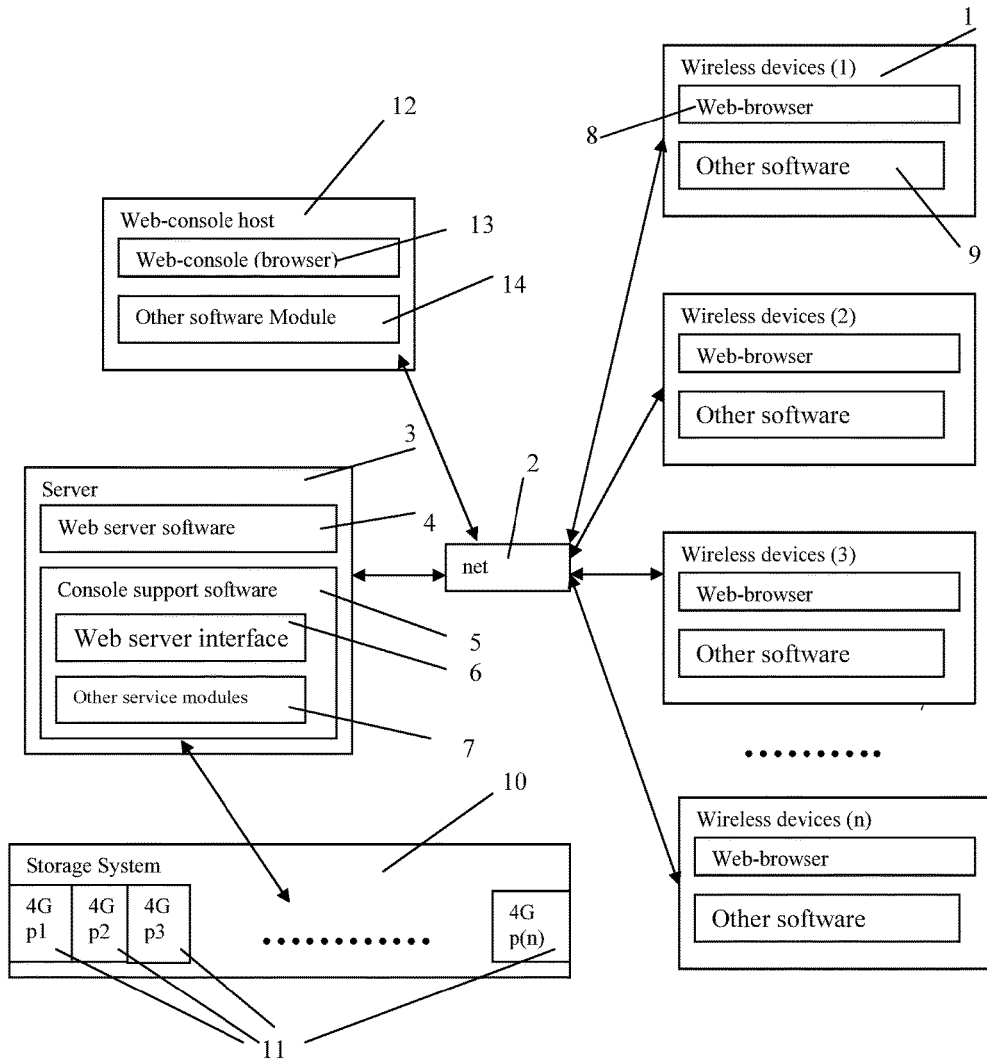 1
Wireless devices (1)
Web-browser
8
Other software
9
12
Web-console host
Web-console (browser)
13
Other software Module
14
Wireless devices (2)
Web-browser
Other software
3
Server
Web server software
4
Console support software
5
Web server interface
6
Other service modules
7
2
net
Wireless devices (3)
Web-browser
Other software
Wireless devices (n)
Web-browser
Other software
10
Storage System
4G
p1
4G
p2
4G
p3
4G
p(n)
11